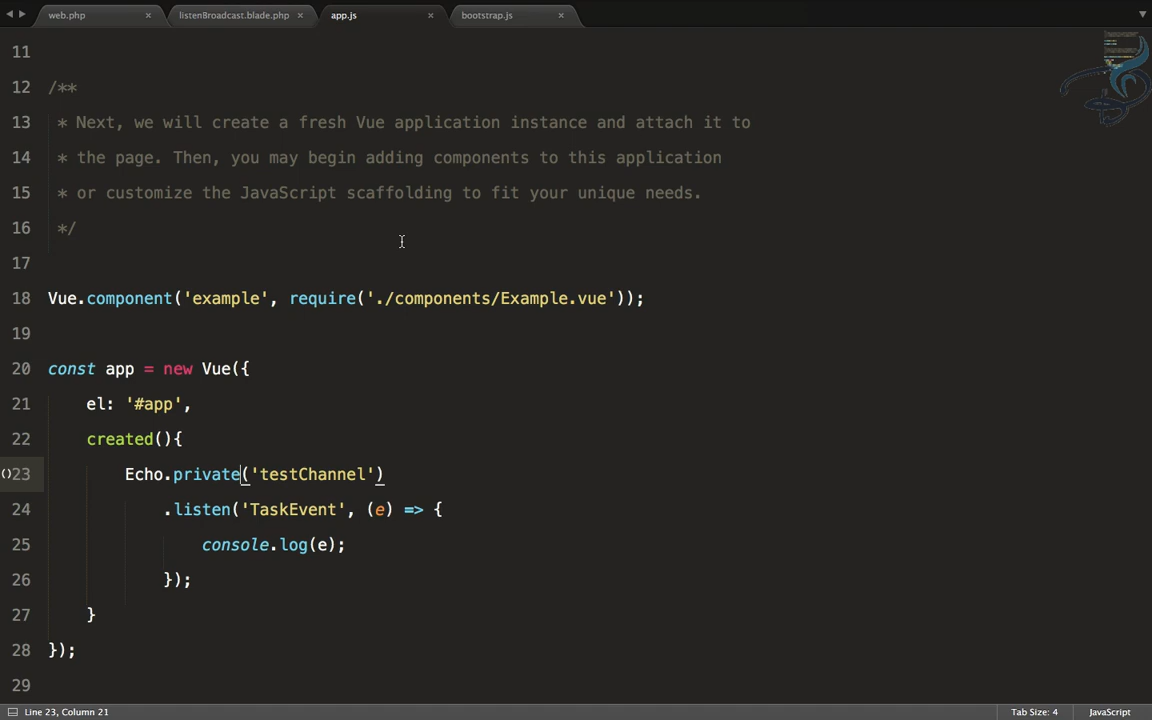 web.php
listenBroadcast.blade.php
app.js
bootstrap.js
11
12 /**
13 * Next, we will create a fresh Vue application instance and attach it to
14 * the page. Then, you may begin adding components to this application
15 * or customize the JavaScript scaffolding to fit your unique needs.
16 */
17
18 Vue.component('example', require('./components/Example.vue'));
19
20 const app = new Vue({
21 el: '#app',
22 created(){
23 Echo.private('testChannel')
24 .listen('TaskEvent', (e) => {
25 console.log(e);
26 });
27 }
28 });
29
Line 23, Column 21
Tab Size: 4
JavaScript